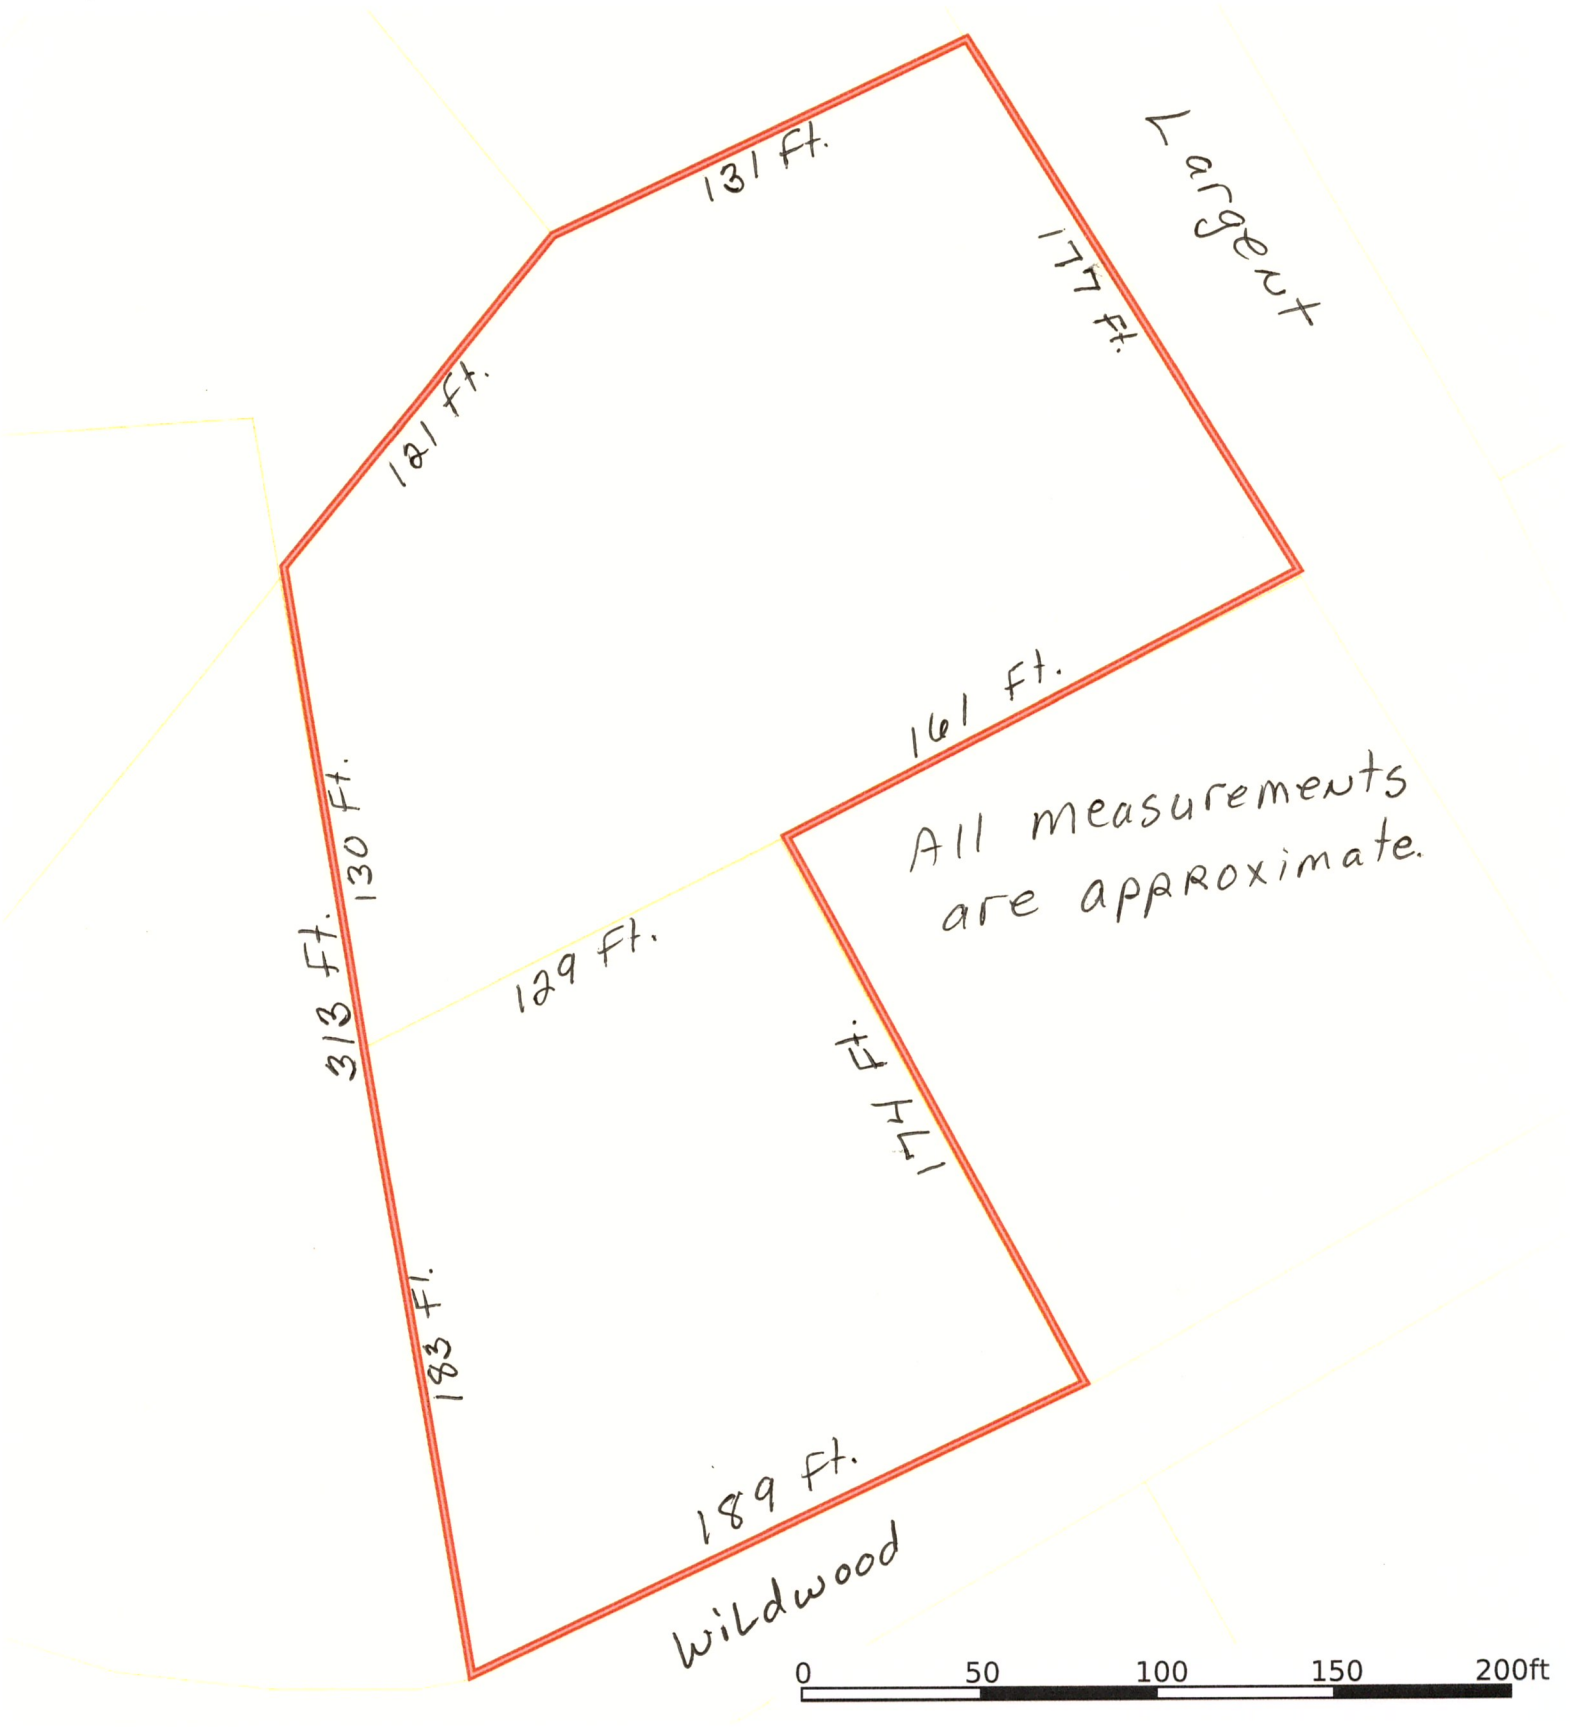 131 Ft.
Largent
177 Ft.
121 Ft.
161 Ft.
130 Ft.
All measurements
are approximate.
313 Ft.
129 Ft.
174 Ft.
183 Ft.
189 Ft.
Wildwood
0 50 100 150 200ft